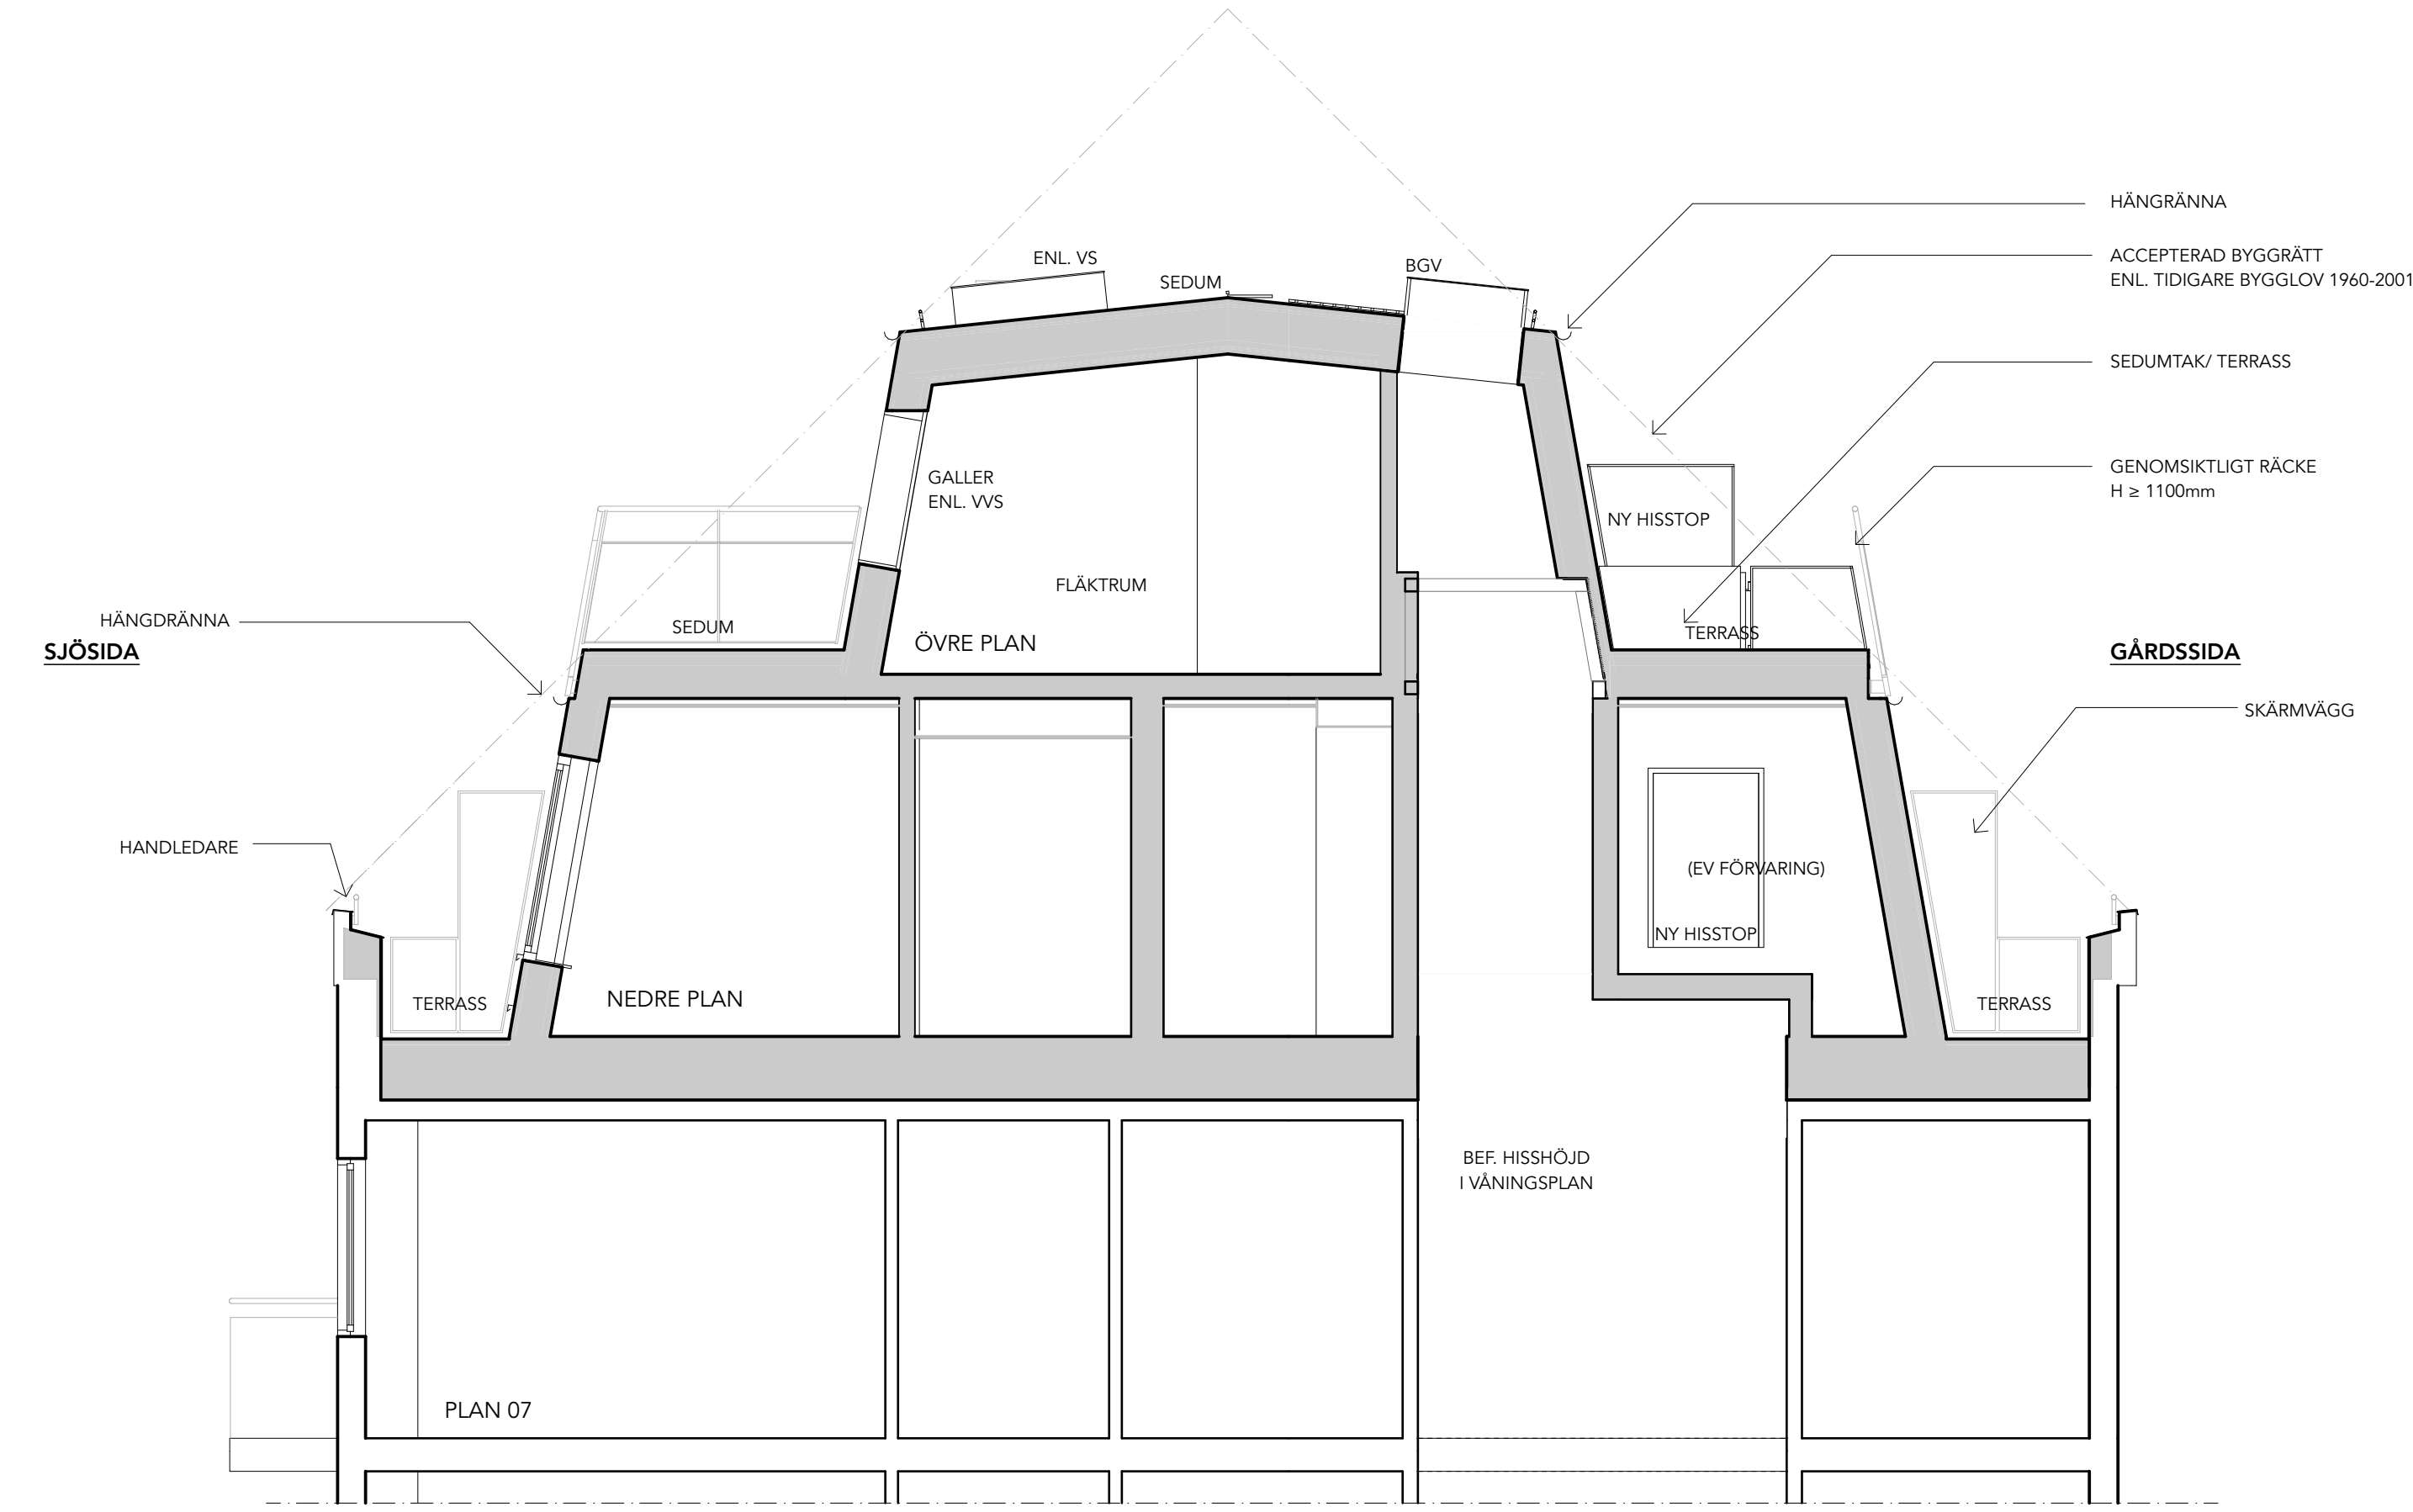 HÄNGRÄNNA
ACCEPTERAD BYGGRÄTT
ENL. TIDIGARE BYGGLOV 1960-2001
ENL. VS
BGV
SEDUM
SEDUMTAK/ TERRASS
GENOMSIKTLIGT RÄCKE
H ≥ 1100mm
GALLER
ENL. VVS
NY HISSTOP
FLÄKTRUM
HÄNGDRÄNNA
SEDUM
TERRASS
ÖVRE PLAN
SJÖSIDA
GÅRDSSIDA
SKÄRMVÄGG
HANDLEDARE
(EV FÖRVARING)
NY HISSTOP
TERRASS
NEDRE PLAN
TERRASS
BEF. HISSHÖJD
I VÅNINGSPLAN
PLAN 07